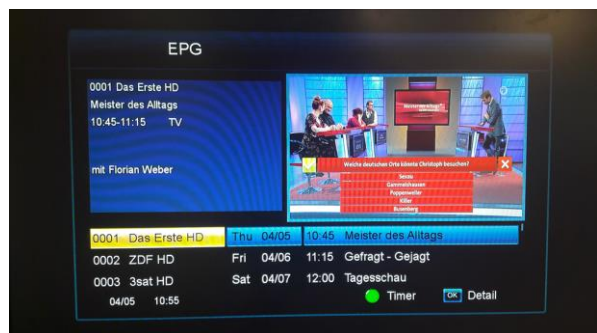 EPG
0001 Das Erste HD
Meister des Alltags
10:45-11:15 TV
mit Florian Weber
Welche deutschen Orte könnte Christoph besuchen?
Gammelshausen
Poppenweiler
Killer
0001 Das Erste HD Thu 04/05 10:45 Meister des Alltags
0002 ZDF HD Fri 04/06 11:15 Gefragt - Gejagt
0003 3sat HD Sat 04/07 12:00 Tagesschau
04/05 10:55 Timer OK Detail